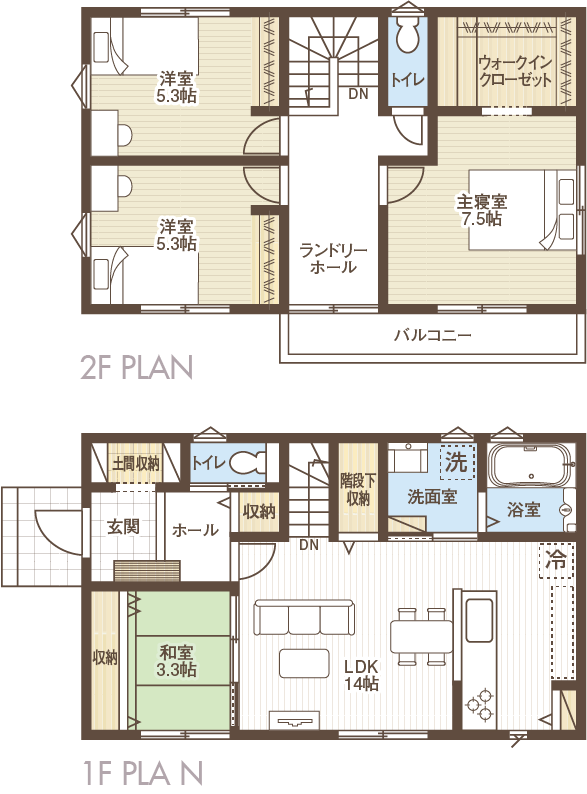 トイレ
ウォークイン
クローゼット
洋室
5.3帖
DN
主寝室
7.5帖
洋室
5.3帖
ランドリー
ホール
バルコニー
2F PLAN
土間収納
トイレ
階段下
収納
洗
洗面室
浴室
玄関
ホール
収納
DN
冷
収納
和室
3.3帖
LDK
14帖
1F PLA N